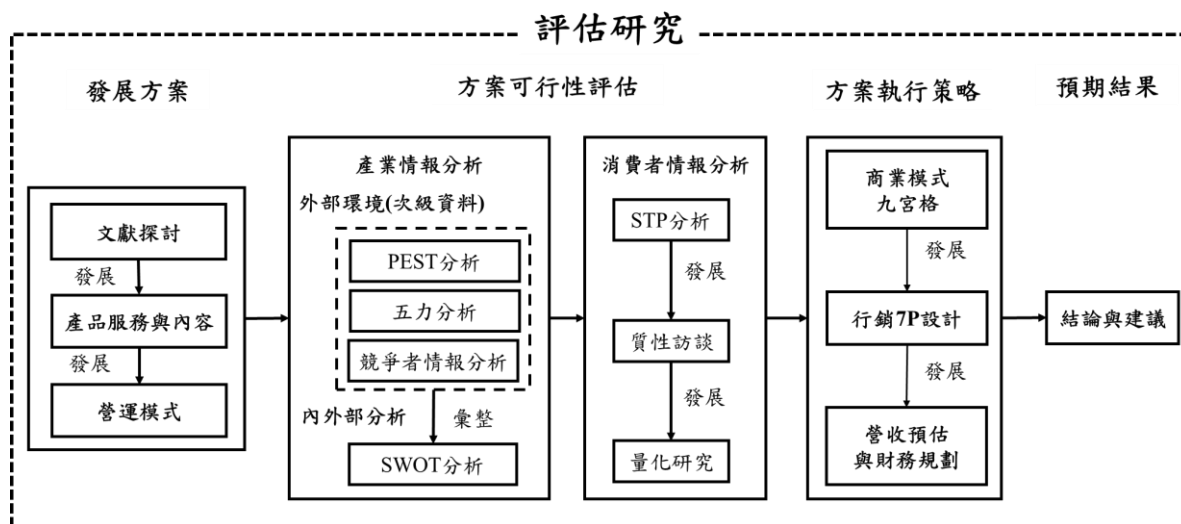 評估研究
發展方案
方案可行性評估
方案執行策略
預期結果
文獻探討
發展
產品服務與內容
發展
營運模式
產業情報分析
外部環境(次級資料)
PEST分析
五力分析
競爭者情報分析
內外部分析
彙整
SWOT分析
消費者情報分析
STP分析
發展
質性訪談
發展
量化研究
商業模式
九宮格
發展
行銷7P設計
發展
營收預估
與財務規劃
結論與建議